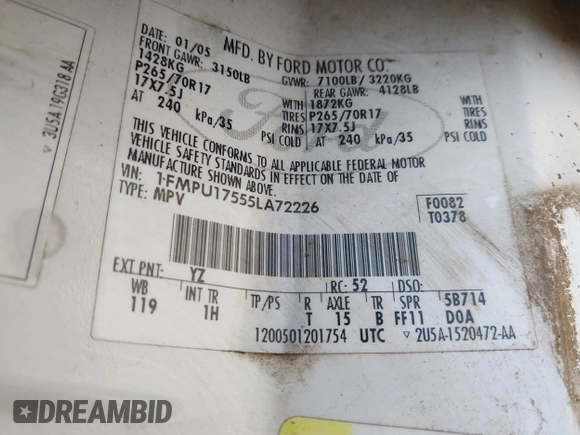 3U5A19G318 AA
MFD. BY FORD MOTOR CO.
DATE: 01/05
GVWR: 7100LB/ 3220KG
FRONT GAWR: 3150LB
REAR GAWR: 4128LB
1428KG WITH 1872KG WITH
P265/70R17 TIRES P265/70R17 TIRES
17X7.5J RIMS 17X7.5J RIMS
AT 240 kPa/35 PSI COLD AT 240 kPa/35 PSI COLD
THIS VEHICLE CONFORMS TO ALL APPLICABLE FEDERAL MOTOR
VEHICLE SAFETY STANDARDS IN EFFECT ON THE DATE OF
MANUFACTURE SHOWN ABOVE.
VIN: 1FMPU17555LA72226
TYPE: MPV
F0082
T0378
EXT PNT: YZ RC: 52 DSO:
WB INT TR TP/PS R AXLE TR SPR 5B714
119 1H T 15 B FF11 DOA
1200501201754 UTC 2U5A-1520472-AA
Ford
DREAMBID